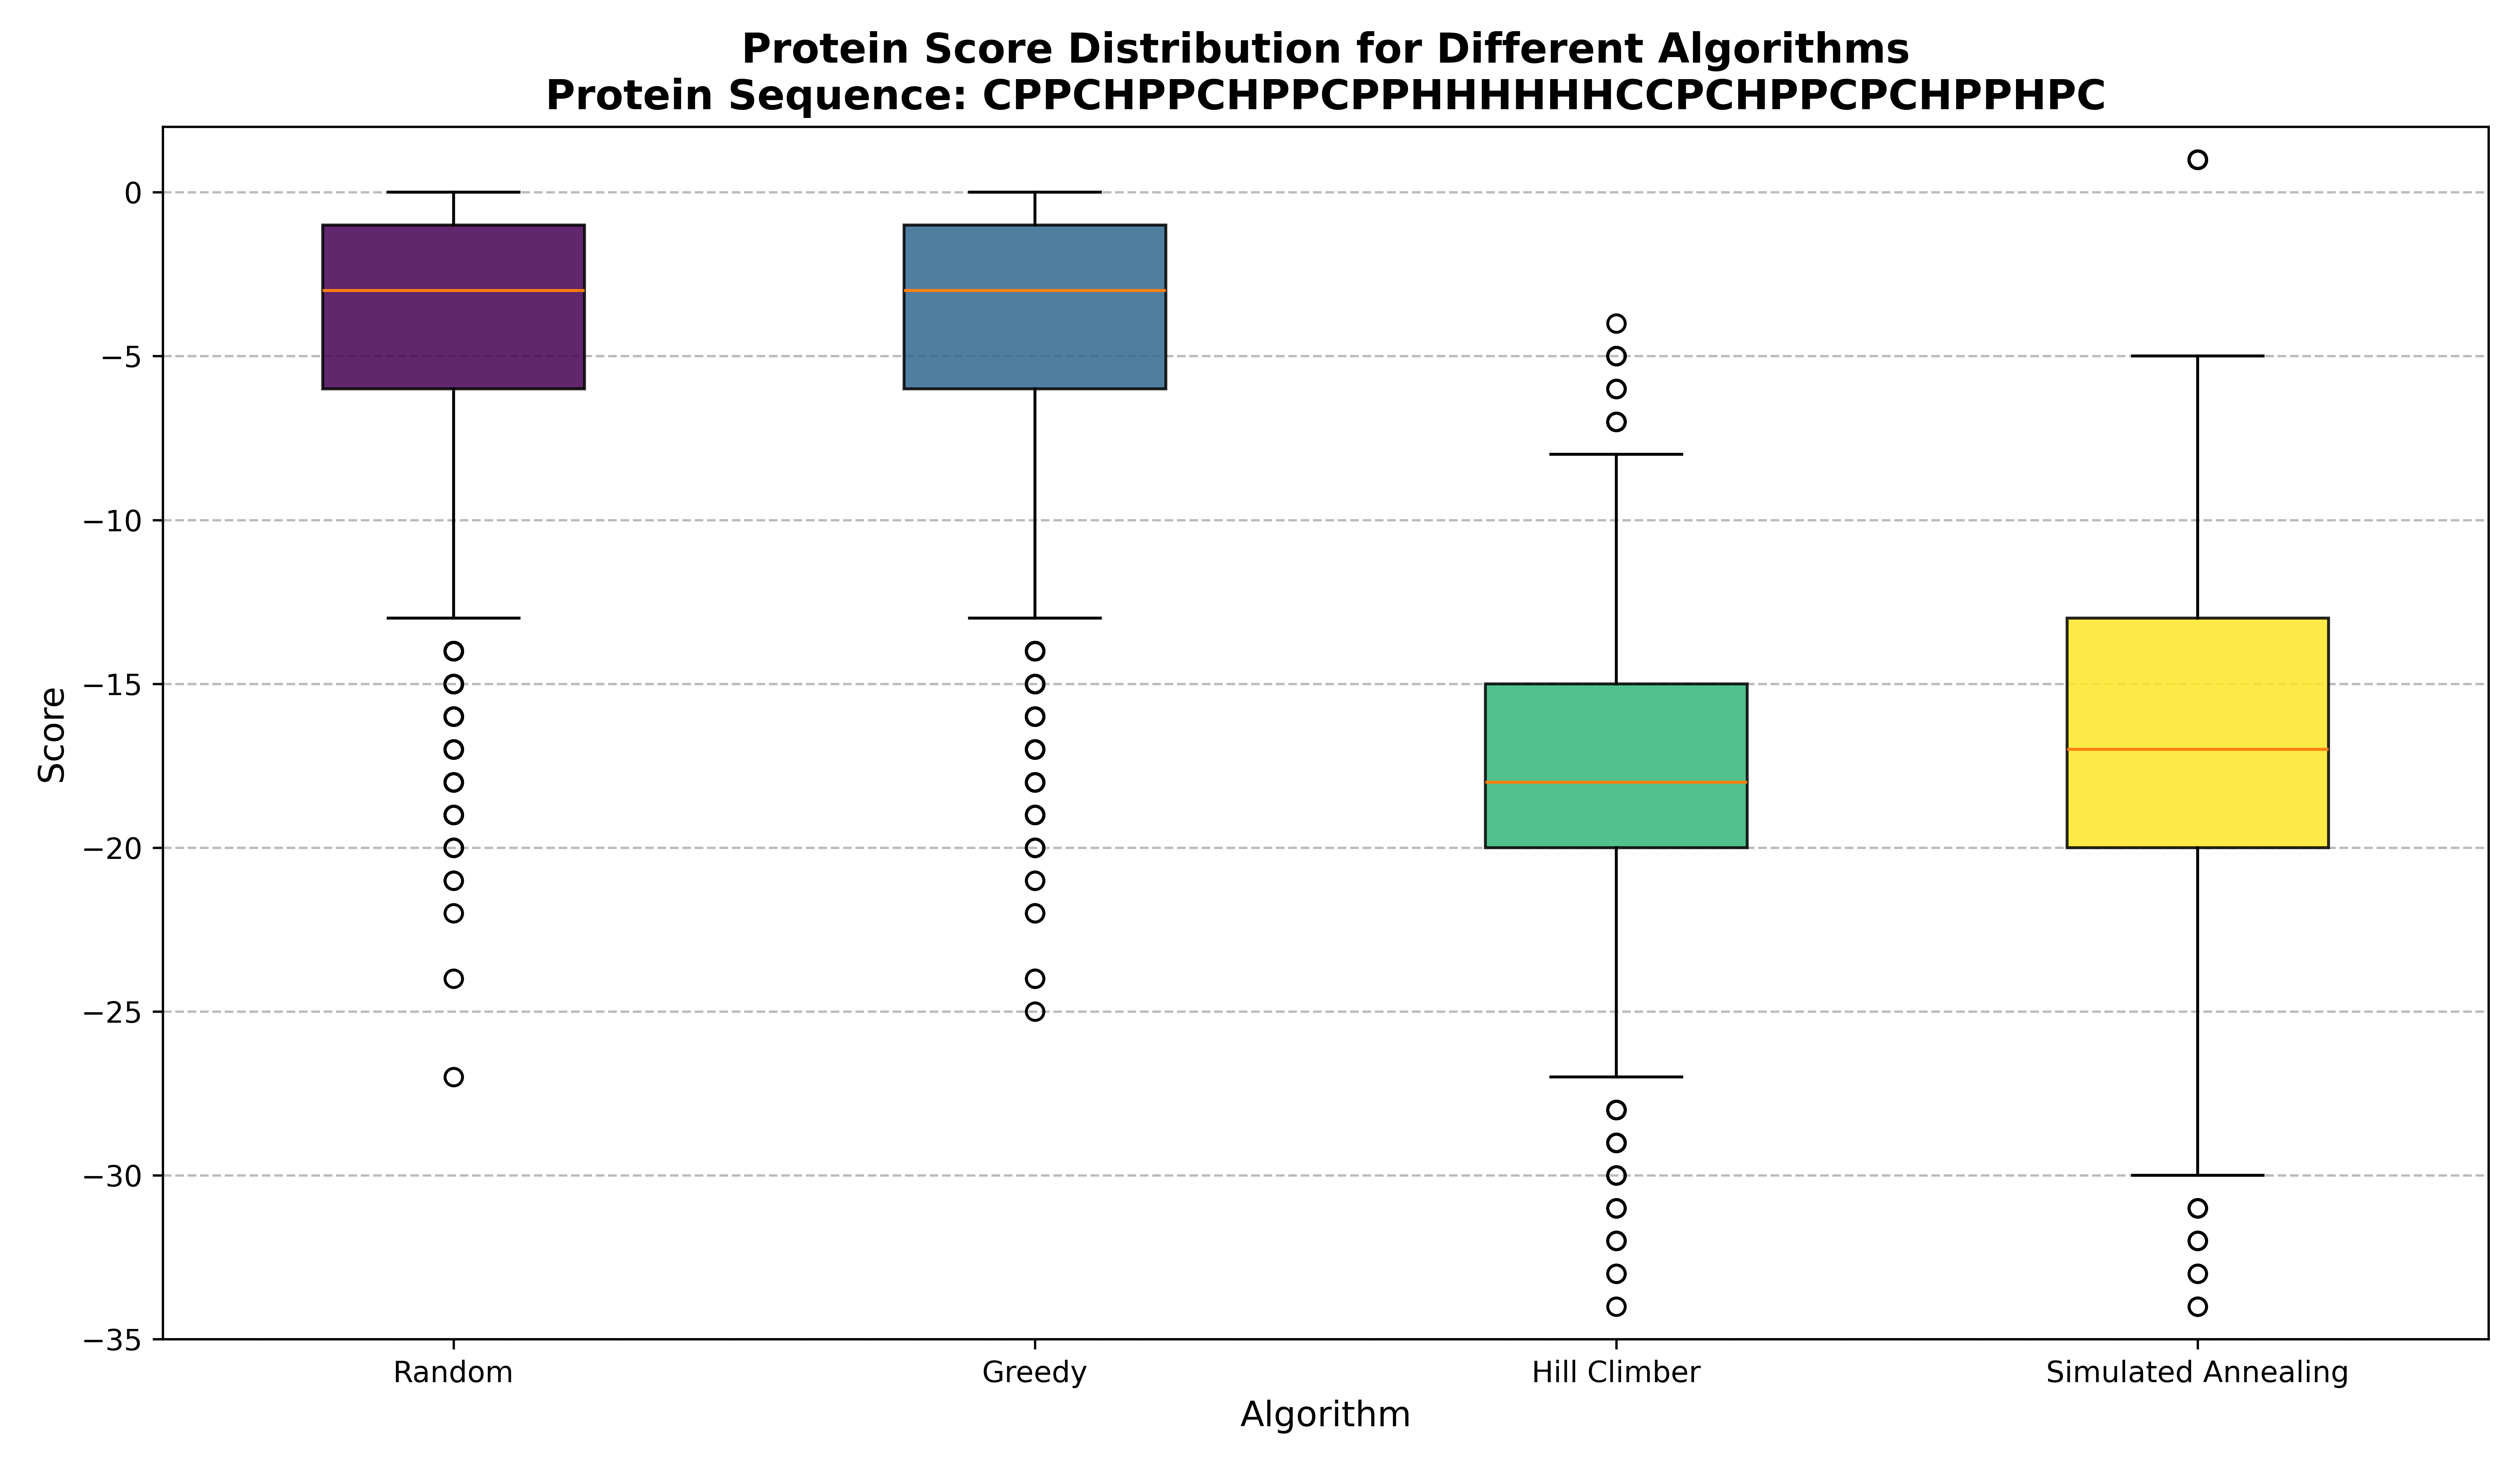 Protein Score Distribution for Different Algorithms
Protein Sequence: CPPCHPPCHPPCPPHHHHHHHCCPCHPPCPCHPPHPC
0
−5
−10
−15
−20
−25
−30
−35
Score
Random
Greedy
Hill Climber
Simulated Annealing
Algorithm